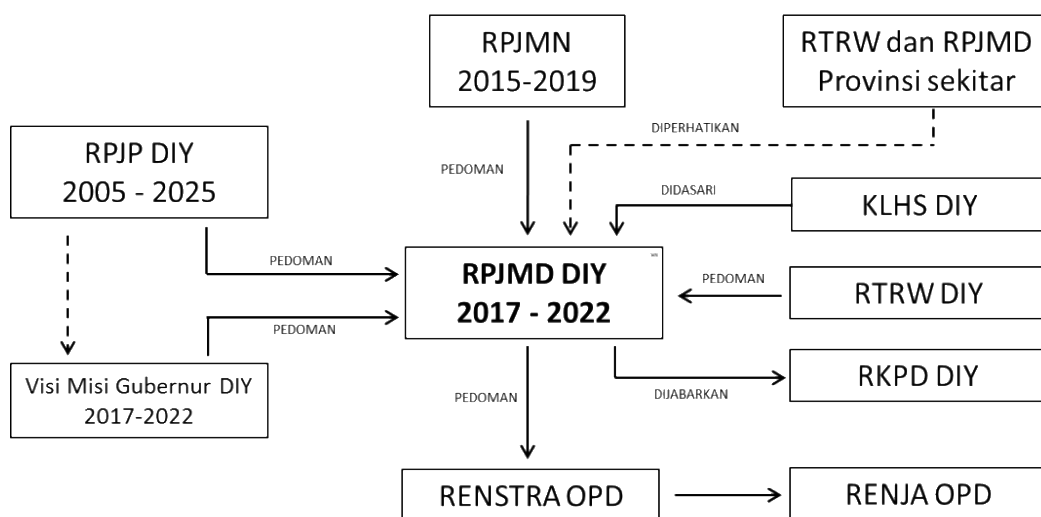 RPJMN
2015-2019
RTRW dan RPJMD
Provinsi sekitar
RPJP DIY
2005 - 2025
DIPERHATIKAN
PEDOMAN
DIDASARI
KLHS DIY
PEDOMAN
RPJMD DIY
2017 - 2022
PEDOMAN
RTRW DIY
PEDOMAN
Visi Misi Gubernur DIY
2017-2022
PEDOMAN
DIJABARKAN
RKPD DIY
RENSTRA OPD
RENJA OPD